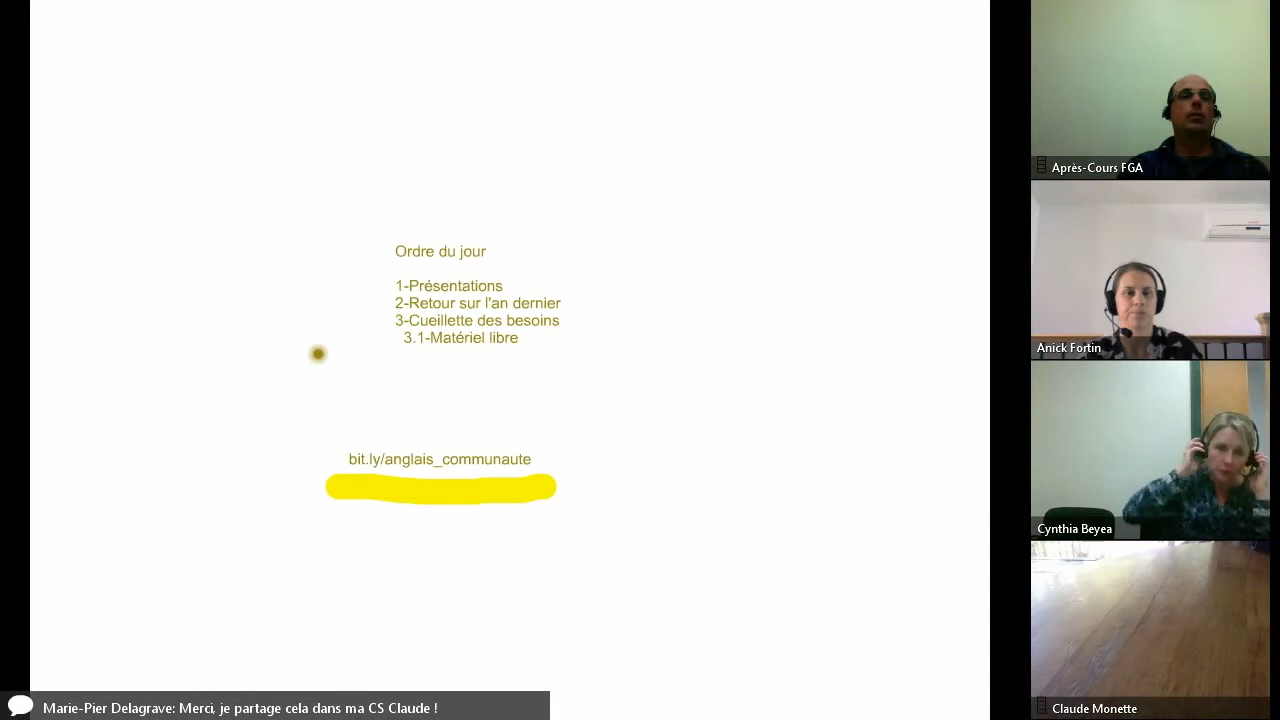 Ordre du jour
1-Présentations
2-Retour sur l'an dernier
3-Cueillette des besoins
3.1-Matériel libre
bit.ly/anglais_communaute
Après-Cours FGA
Anick Fortin
Cynthia Beyea
Claude Monette
Marie-Pier Delagrave: Merci, je partage cela dans ma CS Claude !